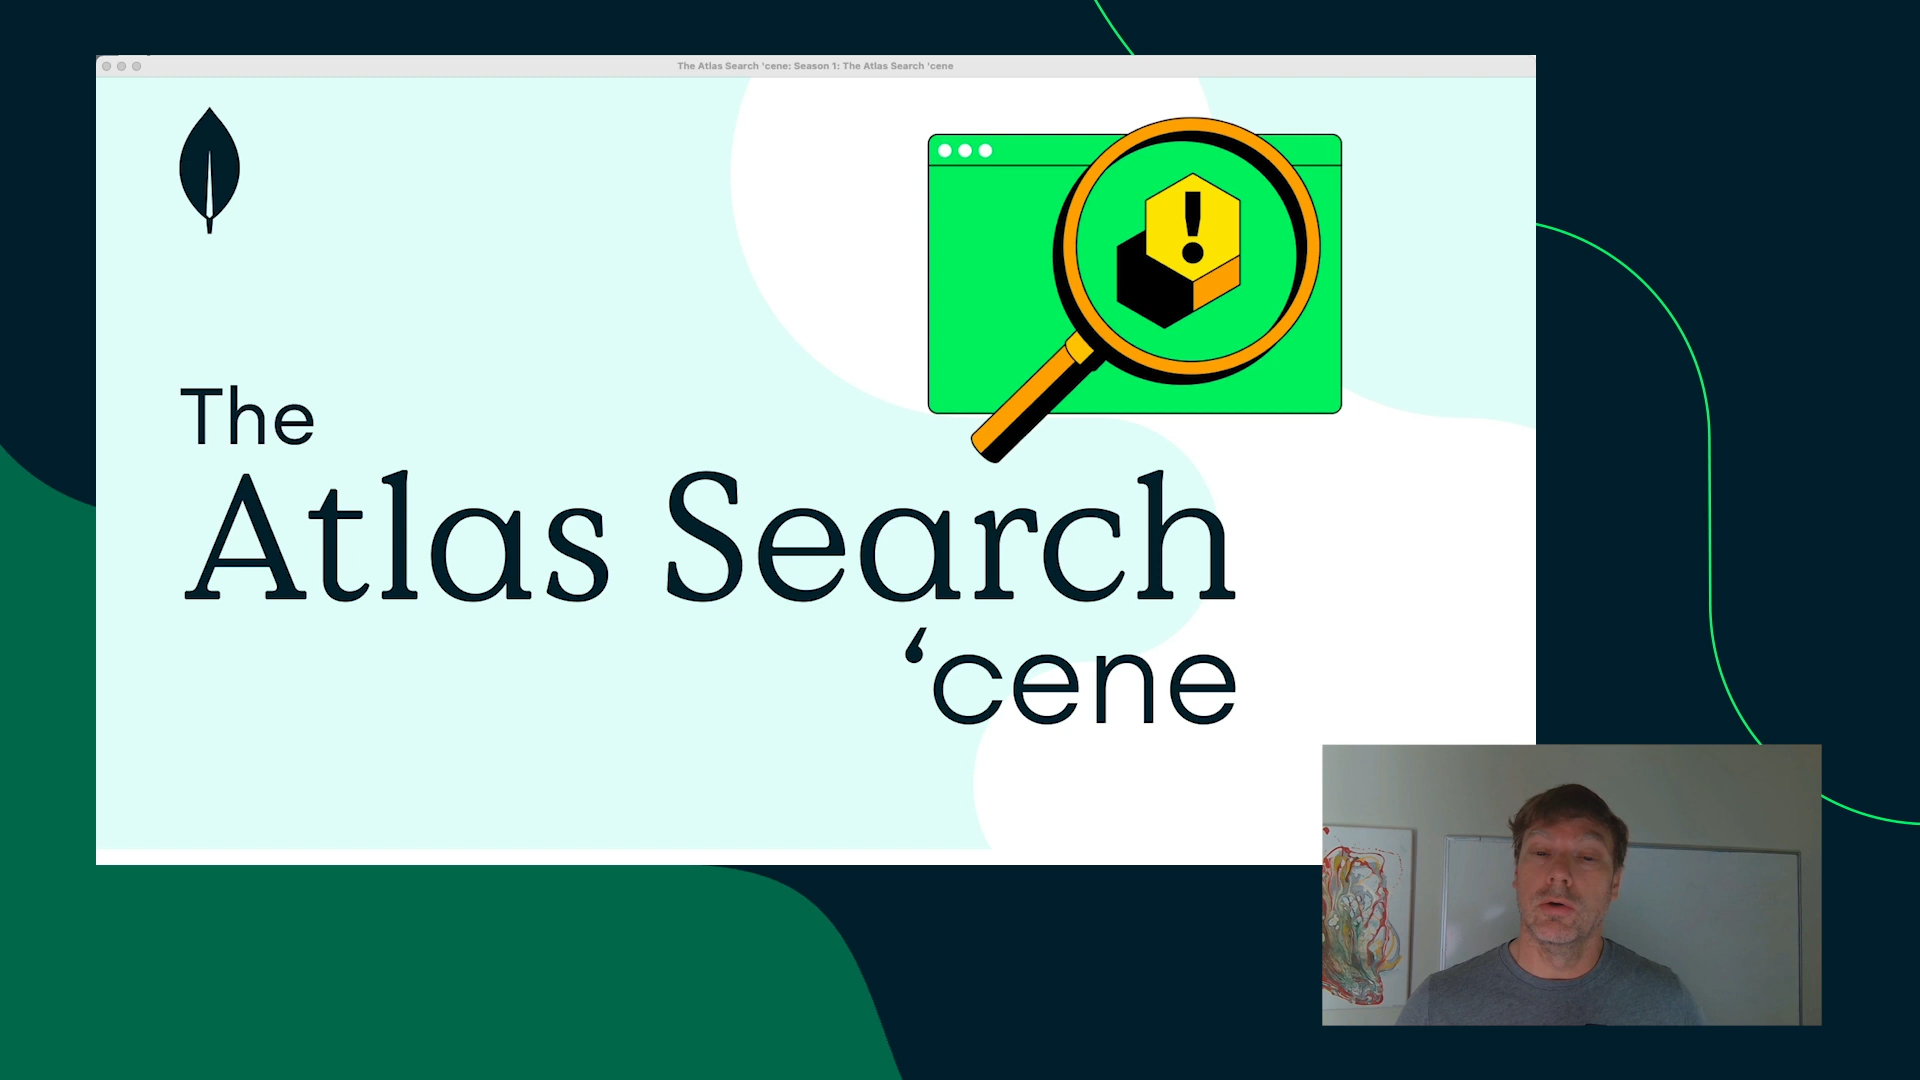 The Atlas Search 'cene: Season 1: The Atlas Search 'cene
The
Atlas Search
‘cene